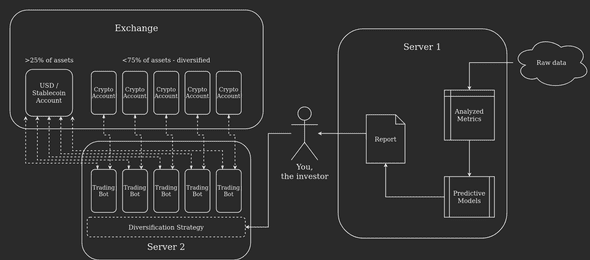 Exchange
>25% of assets
<75% of assets - diversified
USD /
Stablecoin
Account
Crypto
Account
Crypto
Account
Crypto
Account
Crypto
Account
Crypto
Account
Trading
Bot
Trading
Bot
Trading
Bot
Trading
Bot
Trading
Bot
Diversification Strategy
Server 2
You,
the investor
Server 1
Report
Analyzed
Metrics
Predictive
Models
Raw data